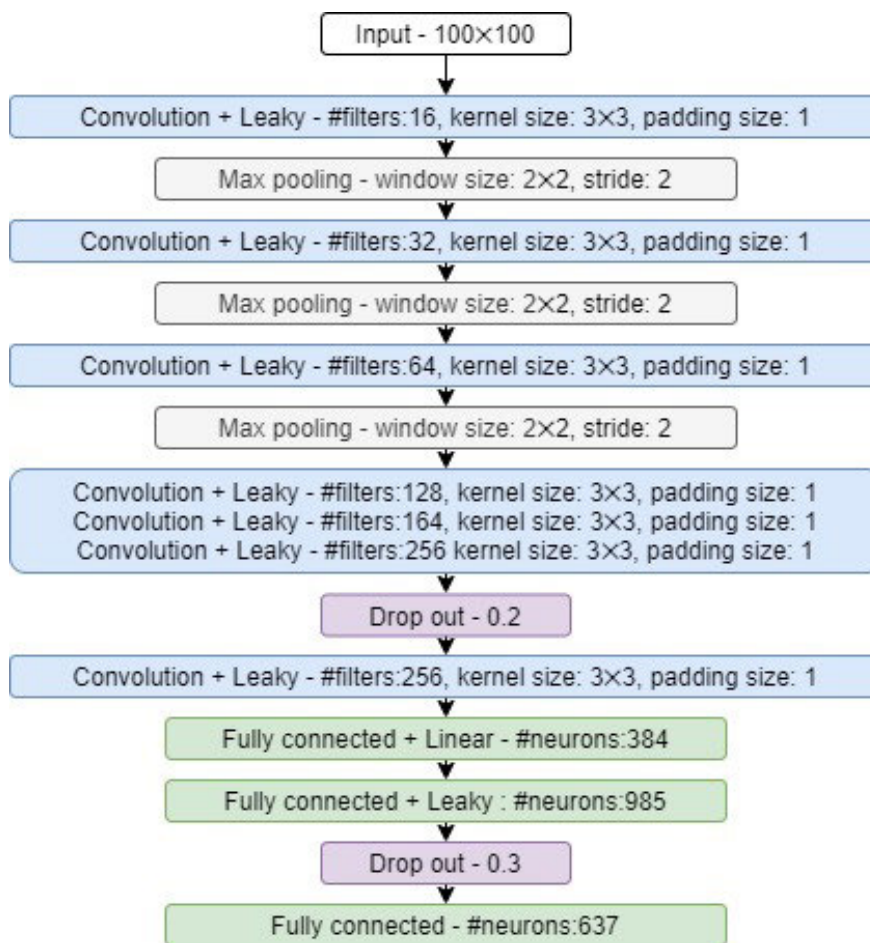 Input - 100×100
Convolution + Leaky - #filters:16, kernel size: 3×3, padding size: 1
Max pooling - window size: 2×2, stride: 2
Convolution + Leaky - #filters:32, kernel size: 3×3, padding size: 1
Max pooling - window size: 2×2, stride: 2
Convolution + Leaky - #filters:64, kernel size: 3×3, padding size: 1
Max pooling - window size: 2×2, stride: 2
Convolution + Leaky - #filters:128, kernel size: 3×3, padding size: 1
Convolution + Leaky - #filters:164, kernel size: 3×3, padding size: 1
Convolution + Leaky - #filters:256 kernel size: 3×3, padding size: 1
Drop out - 0.2
Convolution + Leaky - #filters:256, kernel size: 3×3, padding size: 1
Fully connected + Linear - #neurons:384
Fully connected + Leaky : #neurons:985
Drop out - 0.3
Fully connected - #neurons:637